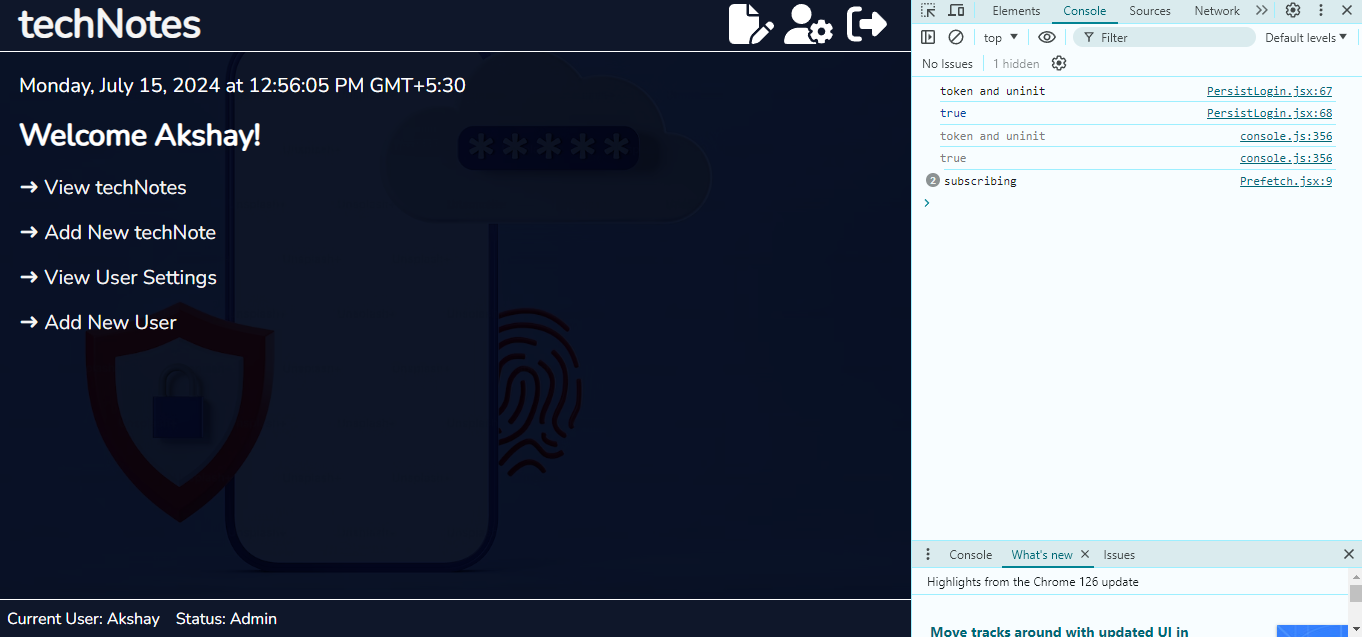 techNotes
Monday, July 15, 2024 at 12:56:05 PM GMT+5:30
Welcome Akshay!
*****
➜ View techNotes
➜ Add New techNote
➜ View User Settings
➜ Add New User
Current User: Akshay Status: Admin
Elements Console Sources Network
top Filter Default levels
No Issues 1 hidden
token and uninit PersistLogin.jsx:67
true PersistLogin.jsx:68
token and uninit console.js:356
true console.js:356
2 subscribing Prefetch.jsx:9
Console What's new Issues
Highlights from the Chrome 126 update
Move tracks around with updated UI in